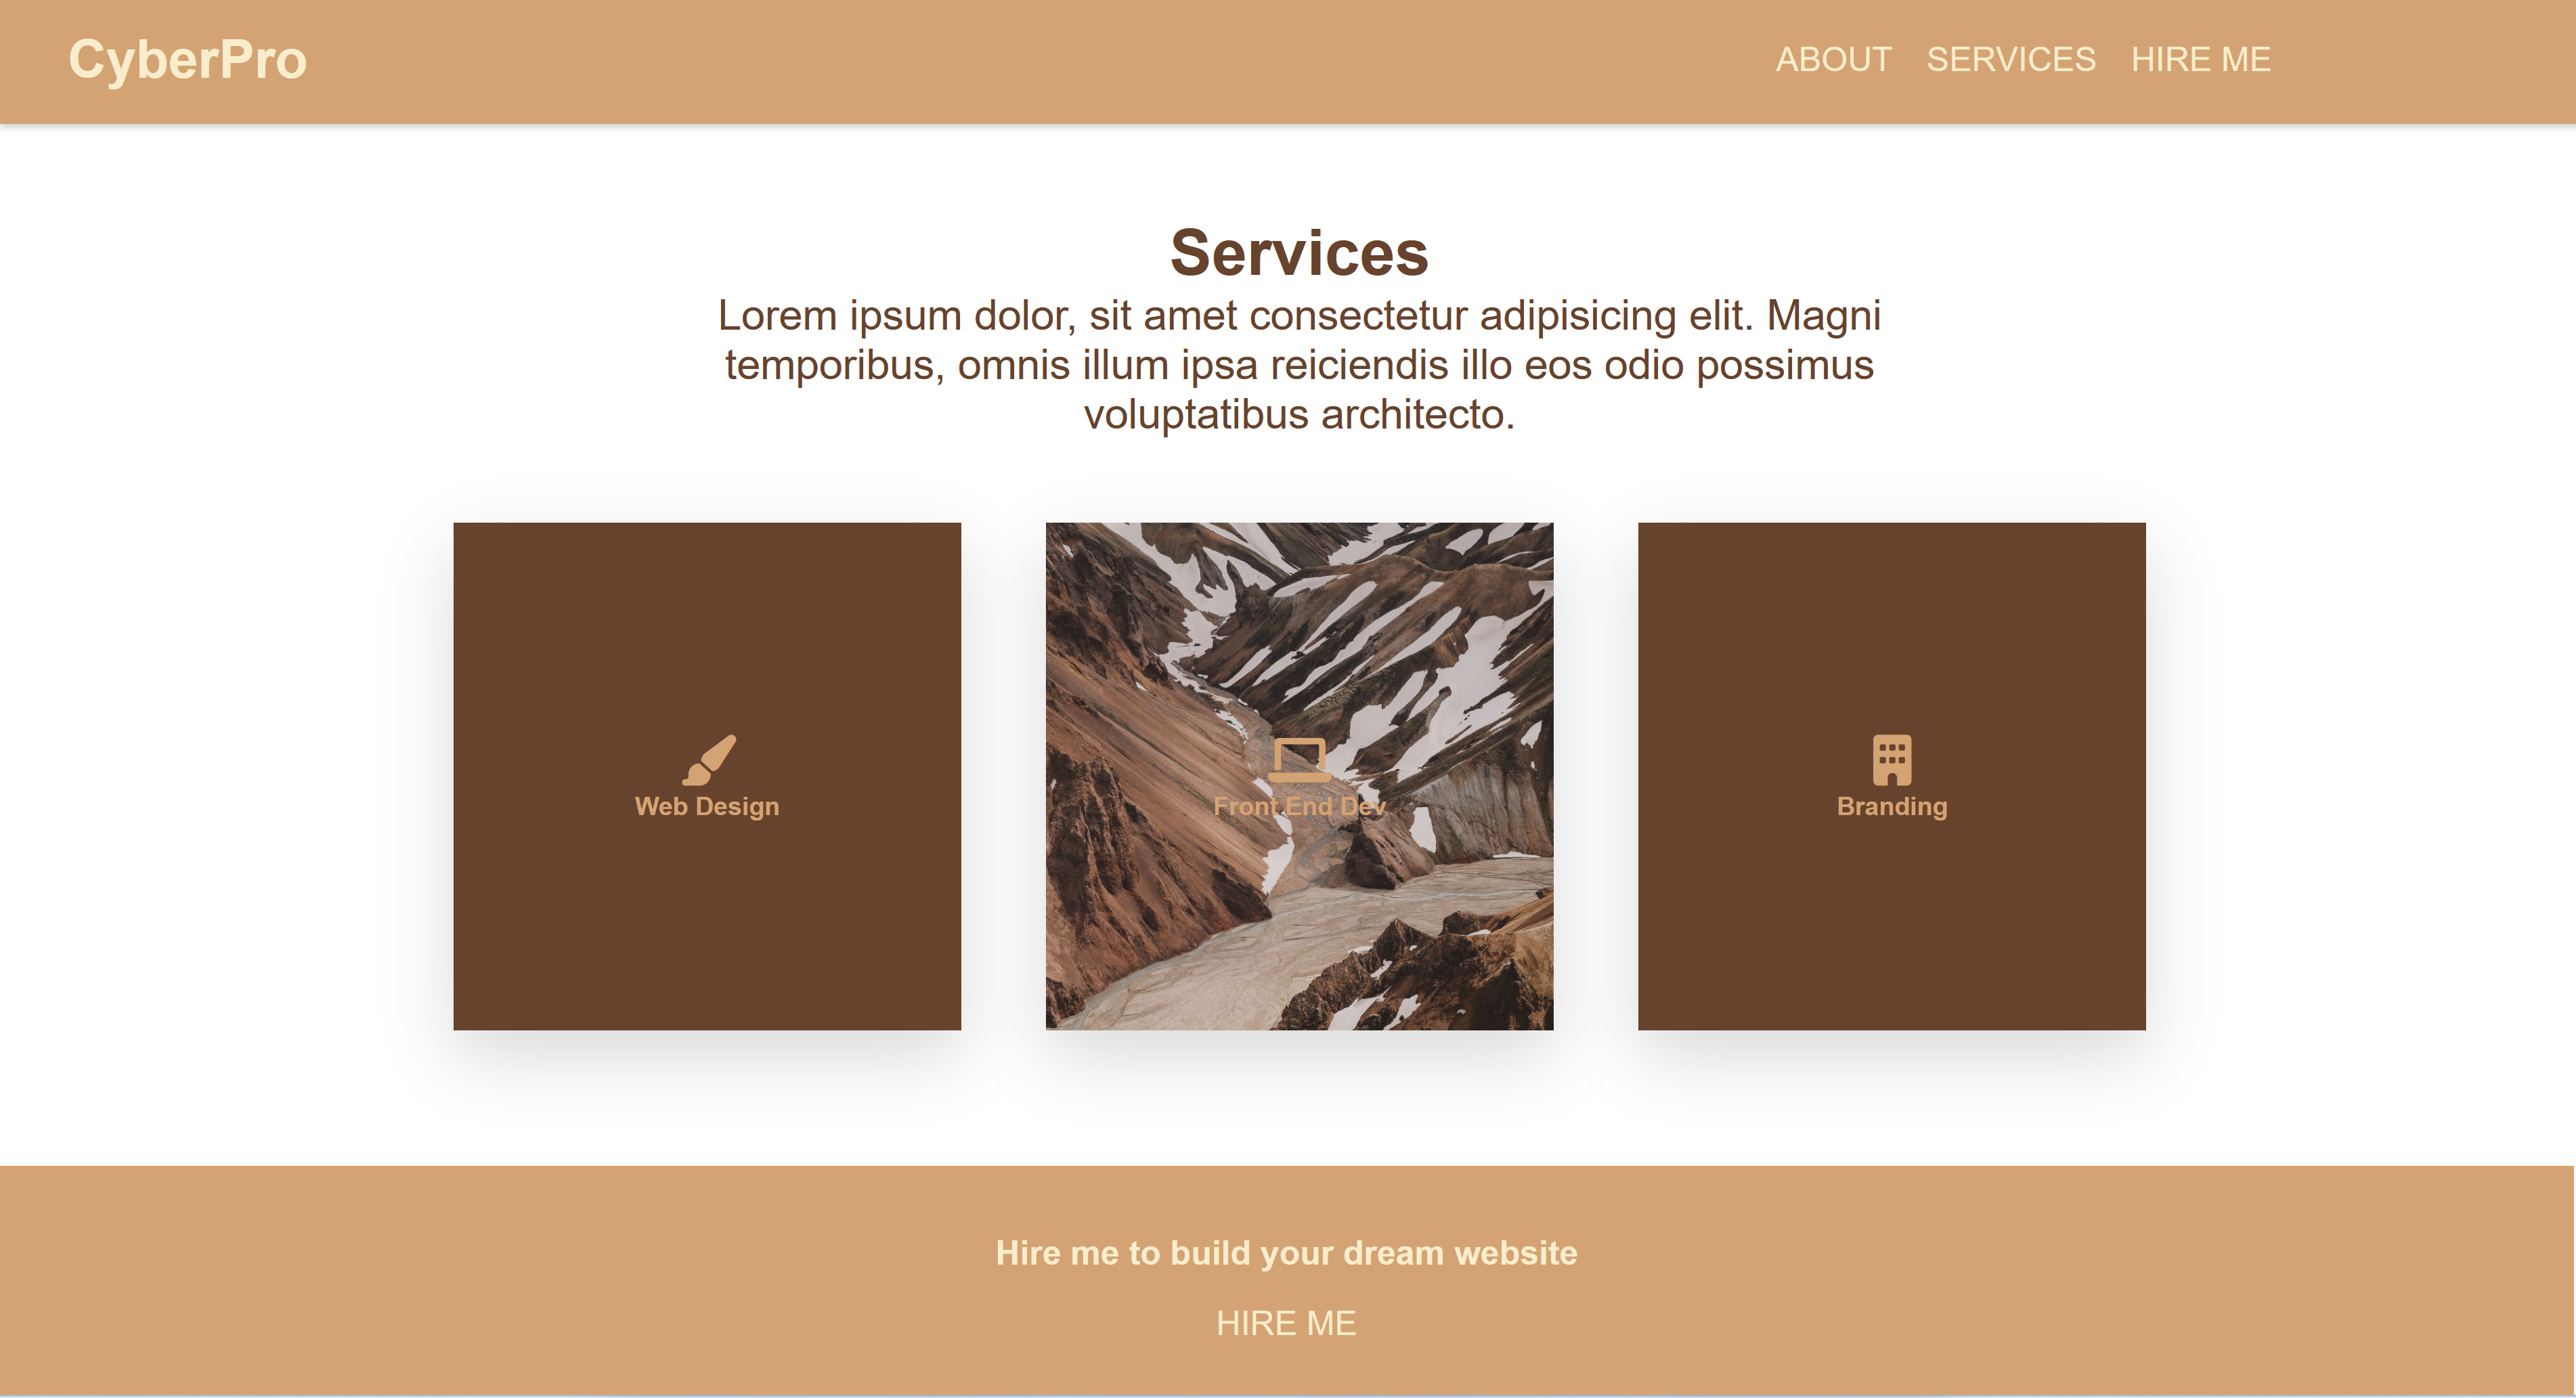 CyberPro
ABOUT SERVICES HIRE ME
Services
Lorem ipsum dolor, sit amet consectetur adipisicing elit. Magni
temporibus, omnis illum ipsa reiciendis illo eos odio possimus
voluptatibus architecto.
Web Design
Front End Dev
Branding
Hire me to build your dream website
HIRE ME